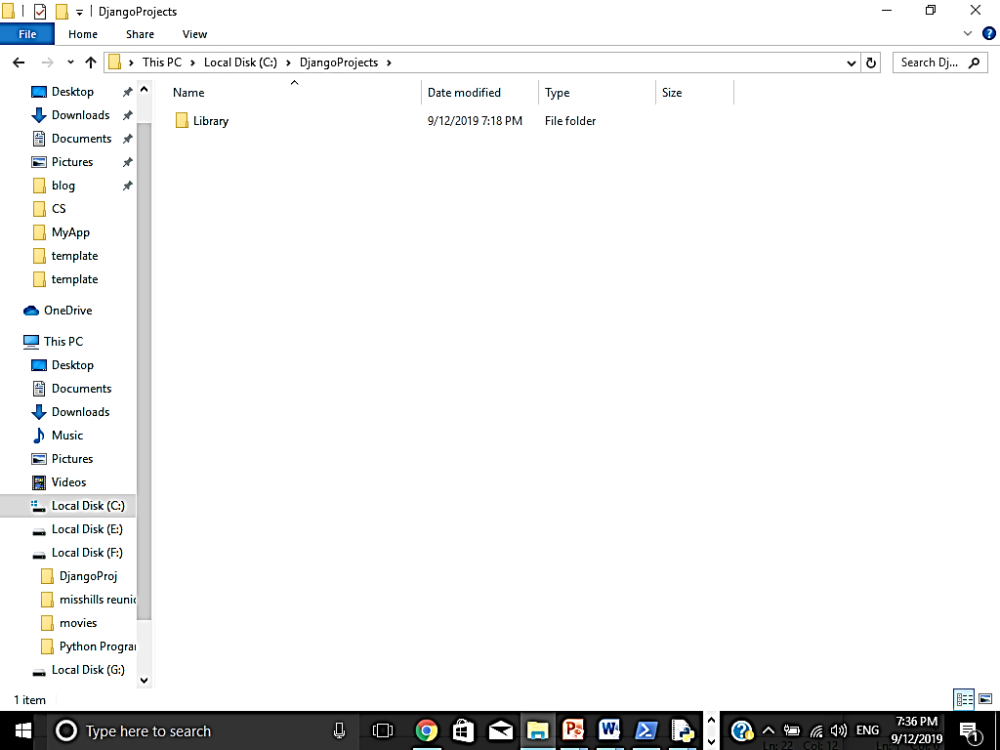 DjangoProjects
File Home Share View
This PC Local Disk (C:) DjangoProjects Search Dj...
Name Date modified Type Size
Library 9/12/2019 7:18 PM File folder
Desktop
Downloads
Documents
Pictures
blog
CS
MyApp
template
template
OneDrive
This PC
Desktop
Documents
Downloads
Music
Pictures
Videos
Local Disk (C:)
Local Disk (E:)
Local Disk (F:)
DjangoProj
misshills reunio
movies
Python Progra
Local Disk (G:)
1 item
Type here to search
ENG
7:36 PM
9/12/2019
1
Ln: 22 Col: 12